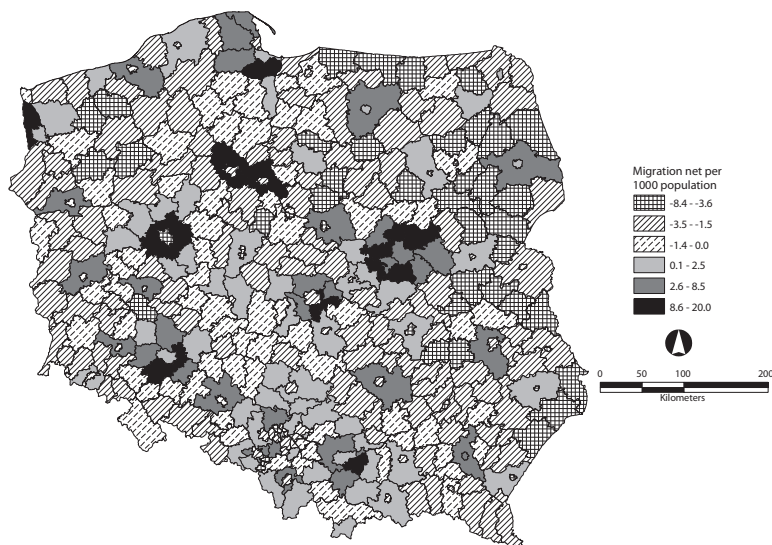 Migration net per
1000 population
-8.4 - -3.6
-3.5 - -1.5
-1.4 - 0.0
0.1 - 2.5
2.6 - 8.5
8.6 - 20.0
0 50 100 200
Kilometers